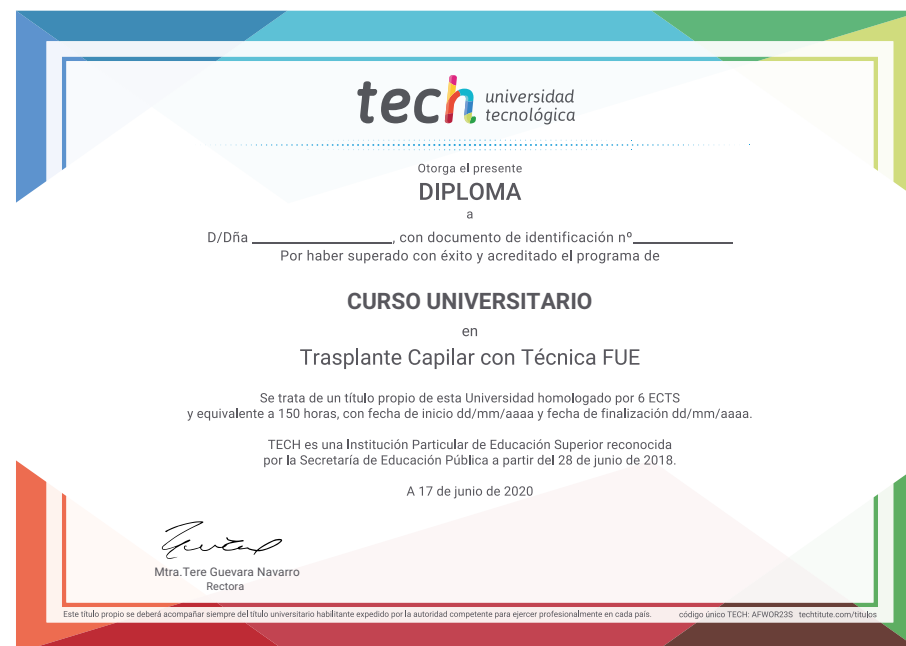 tech universidad
tecnológica
Otorga el presente
DIPLOMA
a
D/Dña ____________________, con documento de identificación nº______________
Por haber superado con éxito y acreditado el programa de
CURSO UNIVERSITARIO
en
Trasplante Capilar con Técnica FUE
Se trata de un título propio de esta Universidad homologado por 6 ECTS
y equivalente a 150 horas, con fecha de inicio dd/mm/aaaa y fecha de finalización dd/mm/aaaa.
TECH es una Institución Particular de Educación Superior reconocida
por la Secretaría de Educación Pública a partir del 28 de junio de 2018.
A 17 de junio de 2020
Mtra.Tere Guevara Navarro
Rectora
Este título propio se deberá acompañar siempre del título universitario habilitante expedido por la autoridad competente para ejercer profesionalmente en cada país. código único TECH: AFWOR23S techtitute.com/títulos